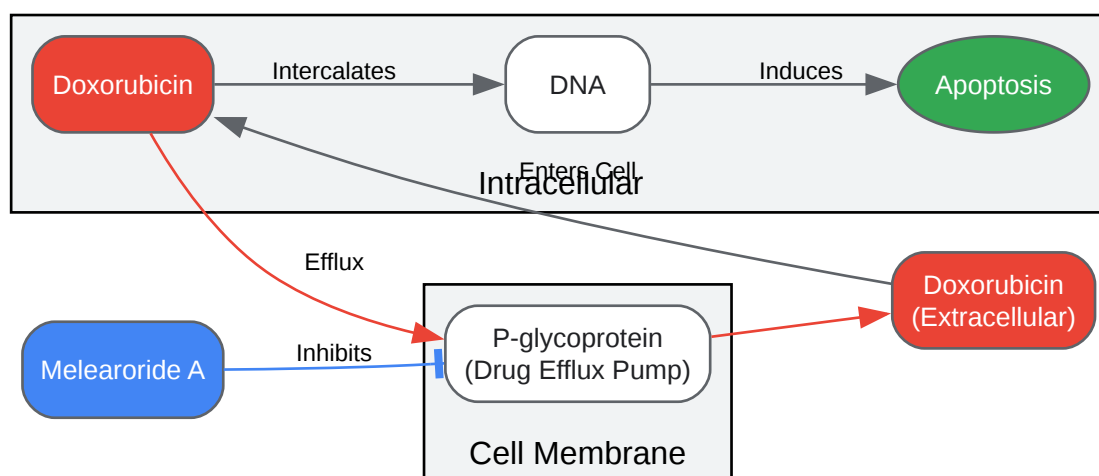 Doxorubicin
Intercalates
DNA
Induces
Apoptosis
Enters Cell
Intracellular
Efflux
Doxorubicin
(Extracellular)
Melearoride A
Inhibits
P-glycoprotein
(Drug Efflux Pump)
Cell Membrane